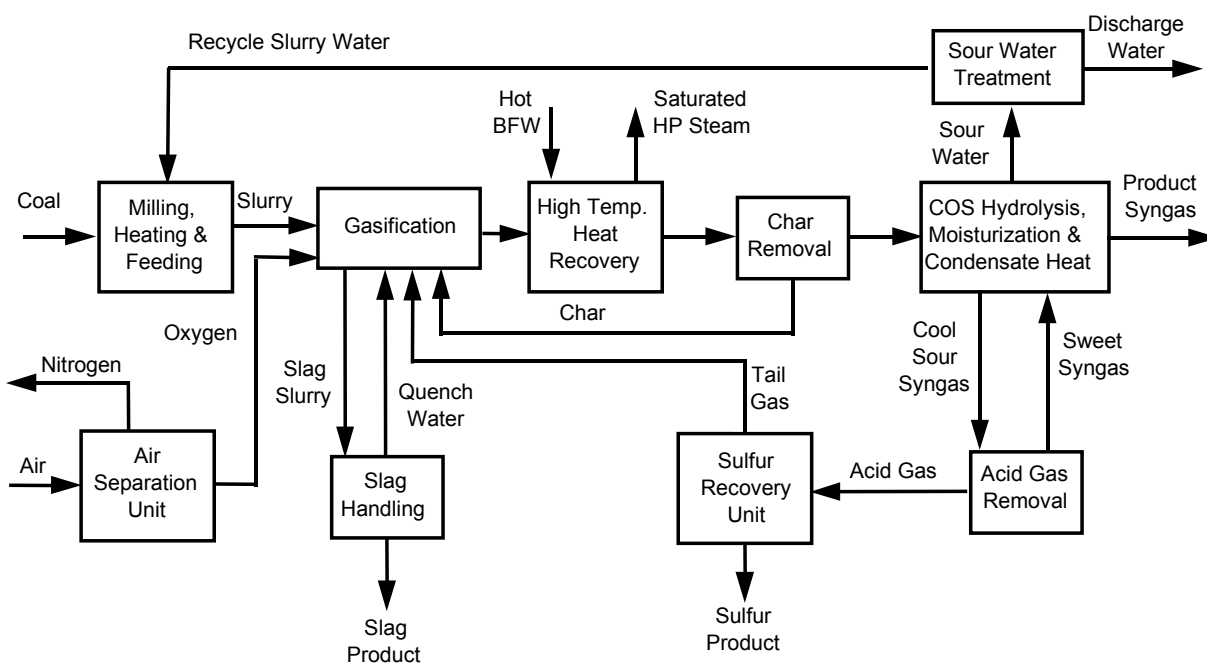 Recycle Slurry Water
Sour Water
Treatment
Discharge
Water
Hot
BFW
Saturated
HP Steam
Sour
Water
Coal
Milling,
Heating &
Feeding
Slurry
Gasification
High Temp.
Heat
Recovery
Char
Removal
COS Hydrolysis,
Moisturization &
Condensate Heat
Product
Syngas
Oxygen
Char
Nitrogen
Slag
Slurry
Quench
Water
Tail
Gas
Cool
Sour
Syngas
Sweet
Syngas
Air
Air
Separation
Unit
Slag
Handling
Sulfur
Recovery
Unit
Acid Gas
Acid Gas
Removal
Slag
Product
Sulfur
Product